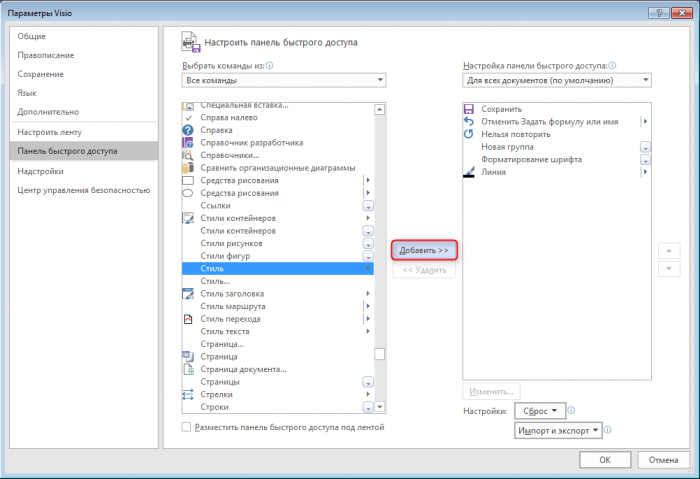 Параметры Visio
Общие
Правописание
Сохранение
Язык
Дополнительно
Настроить ленту
Панель быстрого доступа
Надстройки
Центр управления безопасностью
Настроить панель быстрого доступа
Выбрать команды из:
Все команды
Специальная вставка...
Справа налево
Справка
Справочник разработчика
Справочники...
Сравнить организационные диаграммы
Средства рисования
Средства рисования
Ссылки
Стили контейнеров
Стили контейнеров
Стили рисунков
Стили фигур
Стиль
Стиль...
Стиль заголовка
Стиль маршрута
Стиль перехода
Стиль текста
Страница...
Страница
Страница документа...
Страницы
Стрелки
Строки
Разместить панель быстрого доступа под лентой
Добавить >>
<< Удалить
Настройка панели быстрого доступа:
Для всех документов (по умолчанию)
Сохранить
Отменить Задать формулу или имя
Нельзя повторить
Новая группа
Форматирование шрифта
Линия
Изменить...
Настройки:
Сброс
Импорт и экспорт
ОК
Отмена